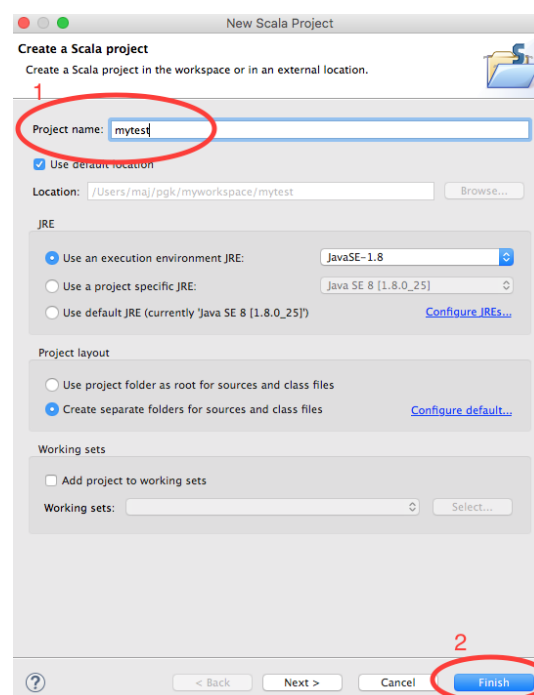 New Scala Project
Create a Scala project
Create a Scala project in the workspace or in an external location.
1
Project name: mytest
Use default location
Location: /Users/maj/pgk/myworkspace/mytest Browse...
JRE
Use an execution environment JRE: JavaSE-1.8
Use a project specific JRE: Java SE 8 [1.8.0_25]
Use default JRE (currently 'Java SE 8 [1.8.0_25]') Configure JREs...
Project layout
Use project folder as root for sources and class files
Create separate folders for sources and class files Configure default...
Working sets
Add project to working sets
Working sets: Select...
2
? < Back Next > Cancel Finish